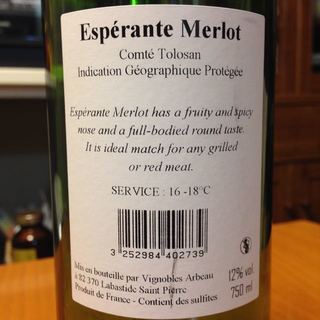 Espérante Merlot
Comté Tolosan
Indication Géographique Protégée
Espérante Merlot has a fruity and spicy
nose and a full-bodied round taste.
It is ideal match for any grilled
or red meat.
SERVICE : 16 -18°C
3 252984 402739
Mis en bouteille par Vignobles Arbeau
à 82 370, Labastide Saint Pierre
Produit de France - Contient des sulfites
12% vol.
750 ml